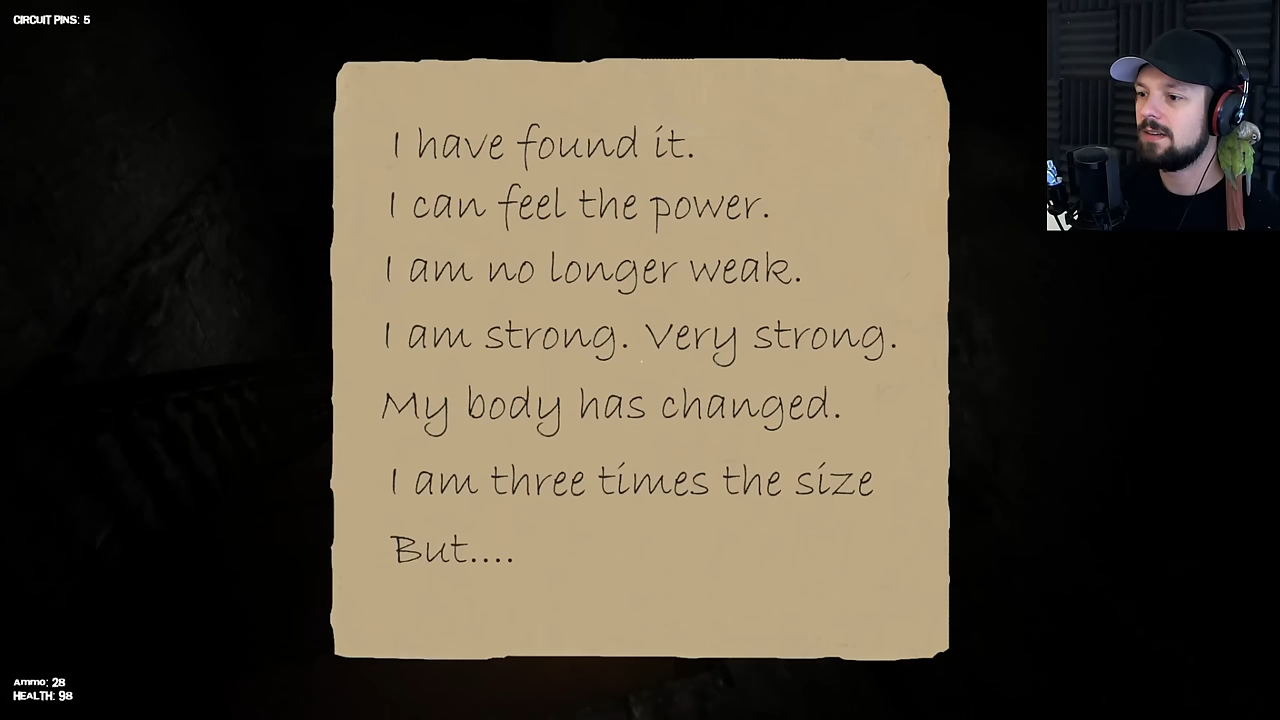 CIRCUIT PINS: 5
I have found it.
I can feel the power.
I am no longer weak.
I am strong. Very strong.
My body has changed.
I am three times the size
But....
Ammo: 28
HEALTH: 98